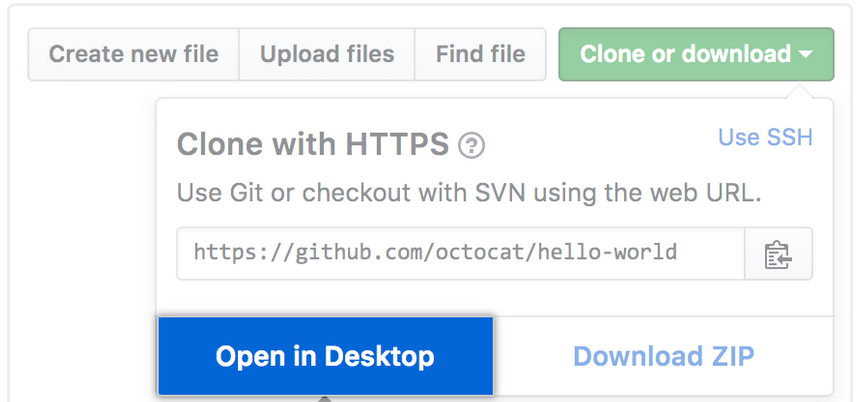 Create new file Upload files Find file Clone or download
Clone with HTTPS ? Use SSH
Use Git or checkout with SVN using the web URL.
https://github.com/octocat/hello-world
Open in Desktop Download ZIP